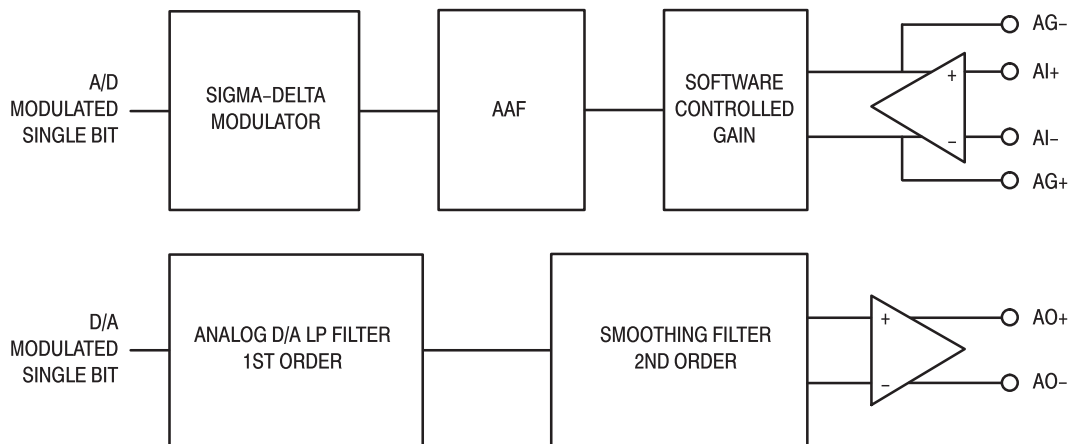 A/D
MODULATED
SINGLE BIT
SIGMA–DELTA
MODULATOR
AAF
SOFTWARE
CONTROLLED
GAIN
+
–
AG–
AI+
AI–
AG+
D/A
MODULATED
SINGLE BIT
ANALOG D/A LP FILTER
1ST ORDER
SMOOTHING FILTER
2ND ORDER
+
–
AO+
AO–